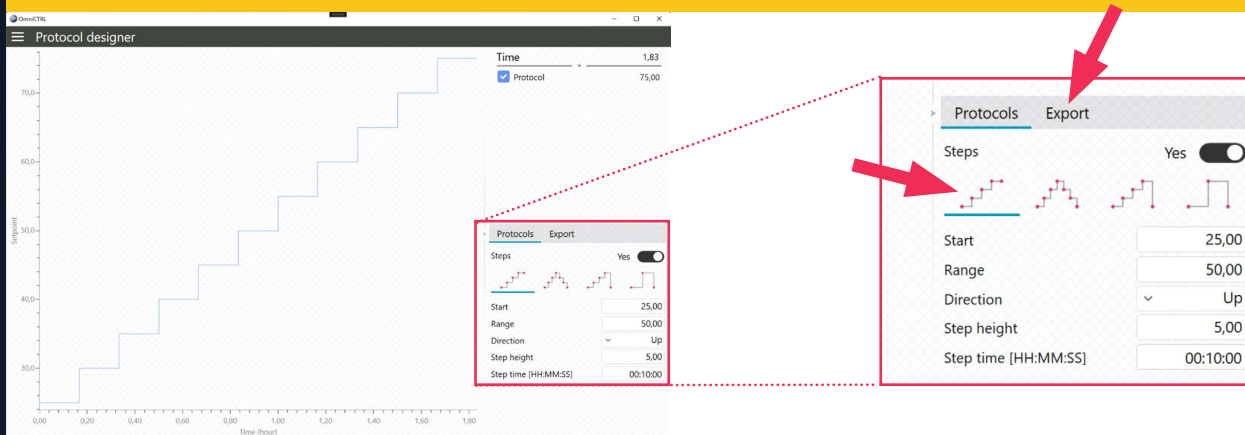 OmniCTRL
Protocol designer
Time 1,83
Protocol 75,00
70,0
60,0
50,0
40,0
30,0
Setpoint
0,00 0,20 0,40 0,60 0,80 1,00 1,20 1,40 1,60 1,80
Time [hour]
Protocols Export
Steps Yes
Start 25,00
Range 50,00
Direction Up
Step height 5,00
Step time [HH:MM:SS] 00:10:00
Protocols Export
Steps Yes
Start 25,00
Range 50,00
Direction Up
Step height 5,00
Step time [HH:MM:SS] 00:10:00